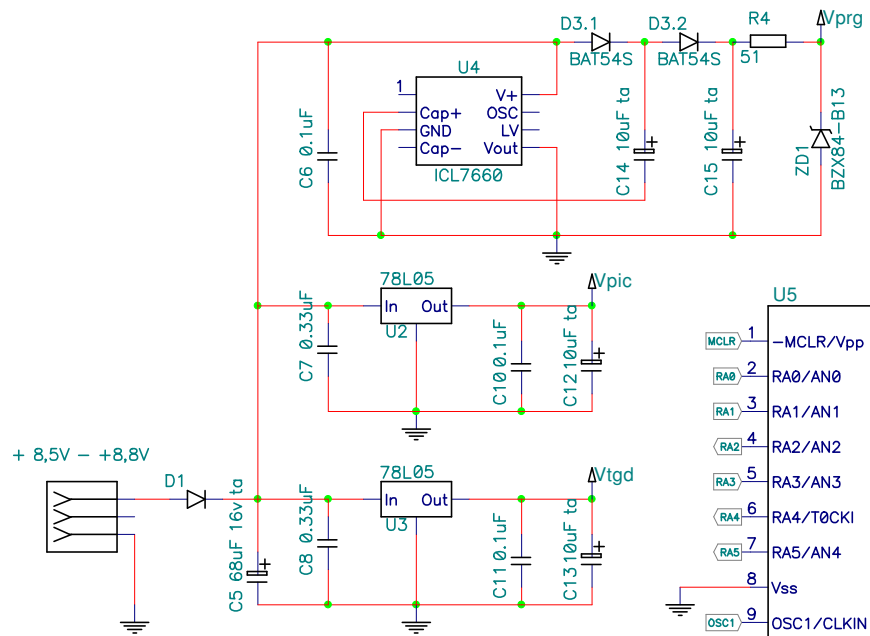 D3.1
D3.2
R4
Vprg
BAT54S
BAT54S
51
U4
1
V+
Cap+
OSC
GND
LV
Cap-
Vout
ICL7660
C6 0.1uF
C14 10uF ta
C15 10uF ta
ZD1
BZX84-B13
78L05
Vpic
In
Out
U2
C7 0.33uF
C10 0.1uF
C12 10uF ta
+ 8,5V - +8,8V
D1
78L05
Vtgd
In
Out
U3
C5 68uF 16v ta
C8 0.33uF
C11 0.1uF
C13 10uF ta
U5
MCLR 1 -MCLR/Vpp
RA0 2 RA0/AN0
RA1 3 RA1/AN1
RA2 4 RA2/AN2
RA3 5 RA3/AN3
RA4 6 RA4/T0CKI
RA5 7 RA5/AN4
8 Vss
OSC1 9 OSC1/CLKIN